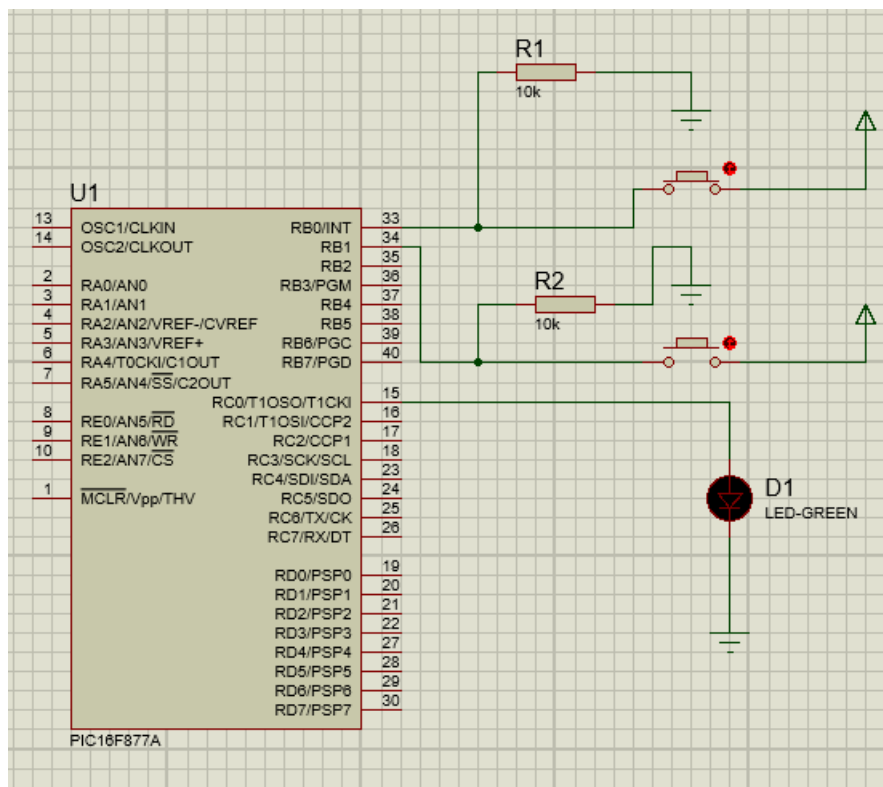 R1
10k
U1
13 OSC1/CLKIN RB0/INT 33
14 OSC2/CLKOUT RB1 34
RB2 35
2 RA0/AN0 RB3/PGM 36
3 RA1/AN1 RB4 37
4 RA2/AN2/VREF-/CVREF RB5 38
5 RA3/AN3/VREF+ RB6/PGC 39
6 RA4/T0CKI/C1OUT RB7/PGD 40
7 RA5/AN4/SS/C2OUT
RC0/T1OSO/T1CKI 15
8 RE0/AN5/RD RC1/T1OSI/CCP2 16
9 RE1/AN6/WR RC2/CCP1 17
10 RE2/AN7/CS RC3/SCK/SCL 18
RC4/SDI/SDA 23
1 MCLR/Vpp/THV RC5/SDO 24
RC6/TX/CK 25
RC7/RX/DT 26
RD0/PSP0 19
RD1/PSP1 20
RD2/PSP2 21
RD3/PSP3 22
RD4/PSP4 27
RD5/PSP5 28
RD6/PSP6 29
RD7/PSP7 30
PIC16F877A
R2
10k
D1
LED-GREEN